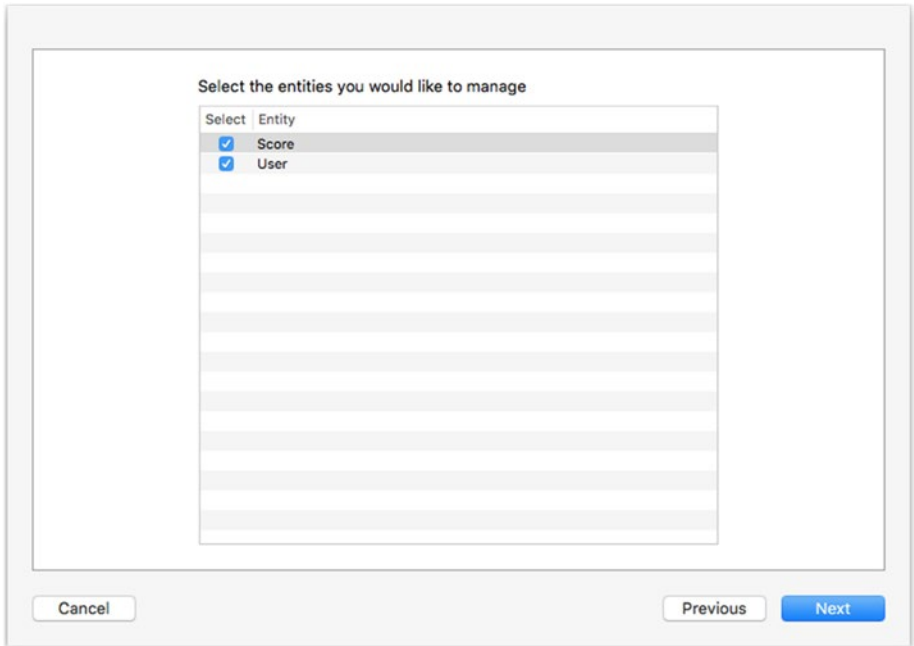 Select the entities you would like to manage
Select Entity
Score
User
Cancel Previous Next